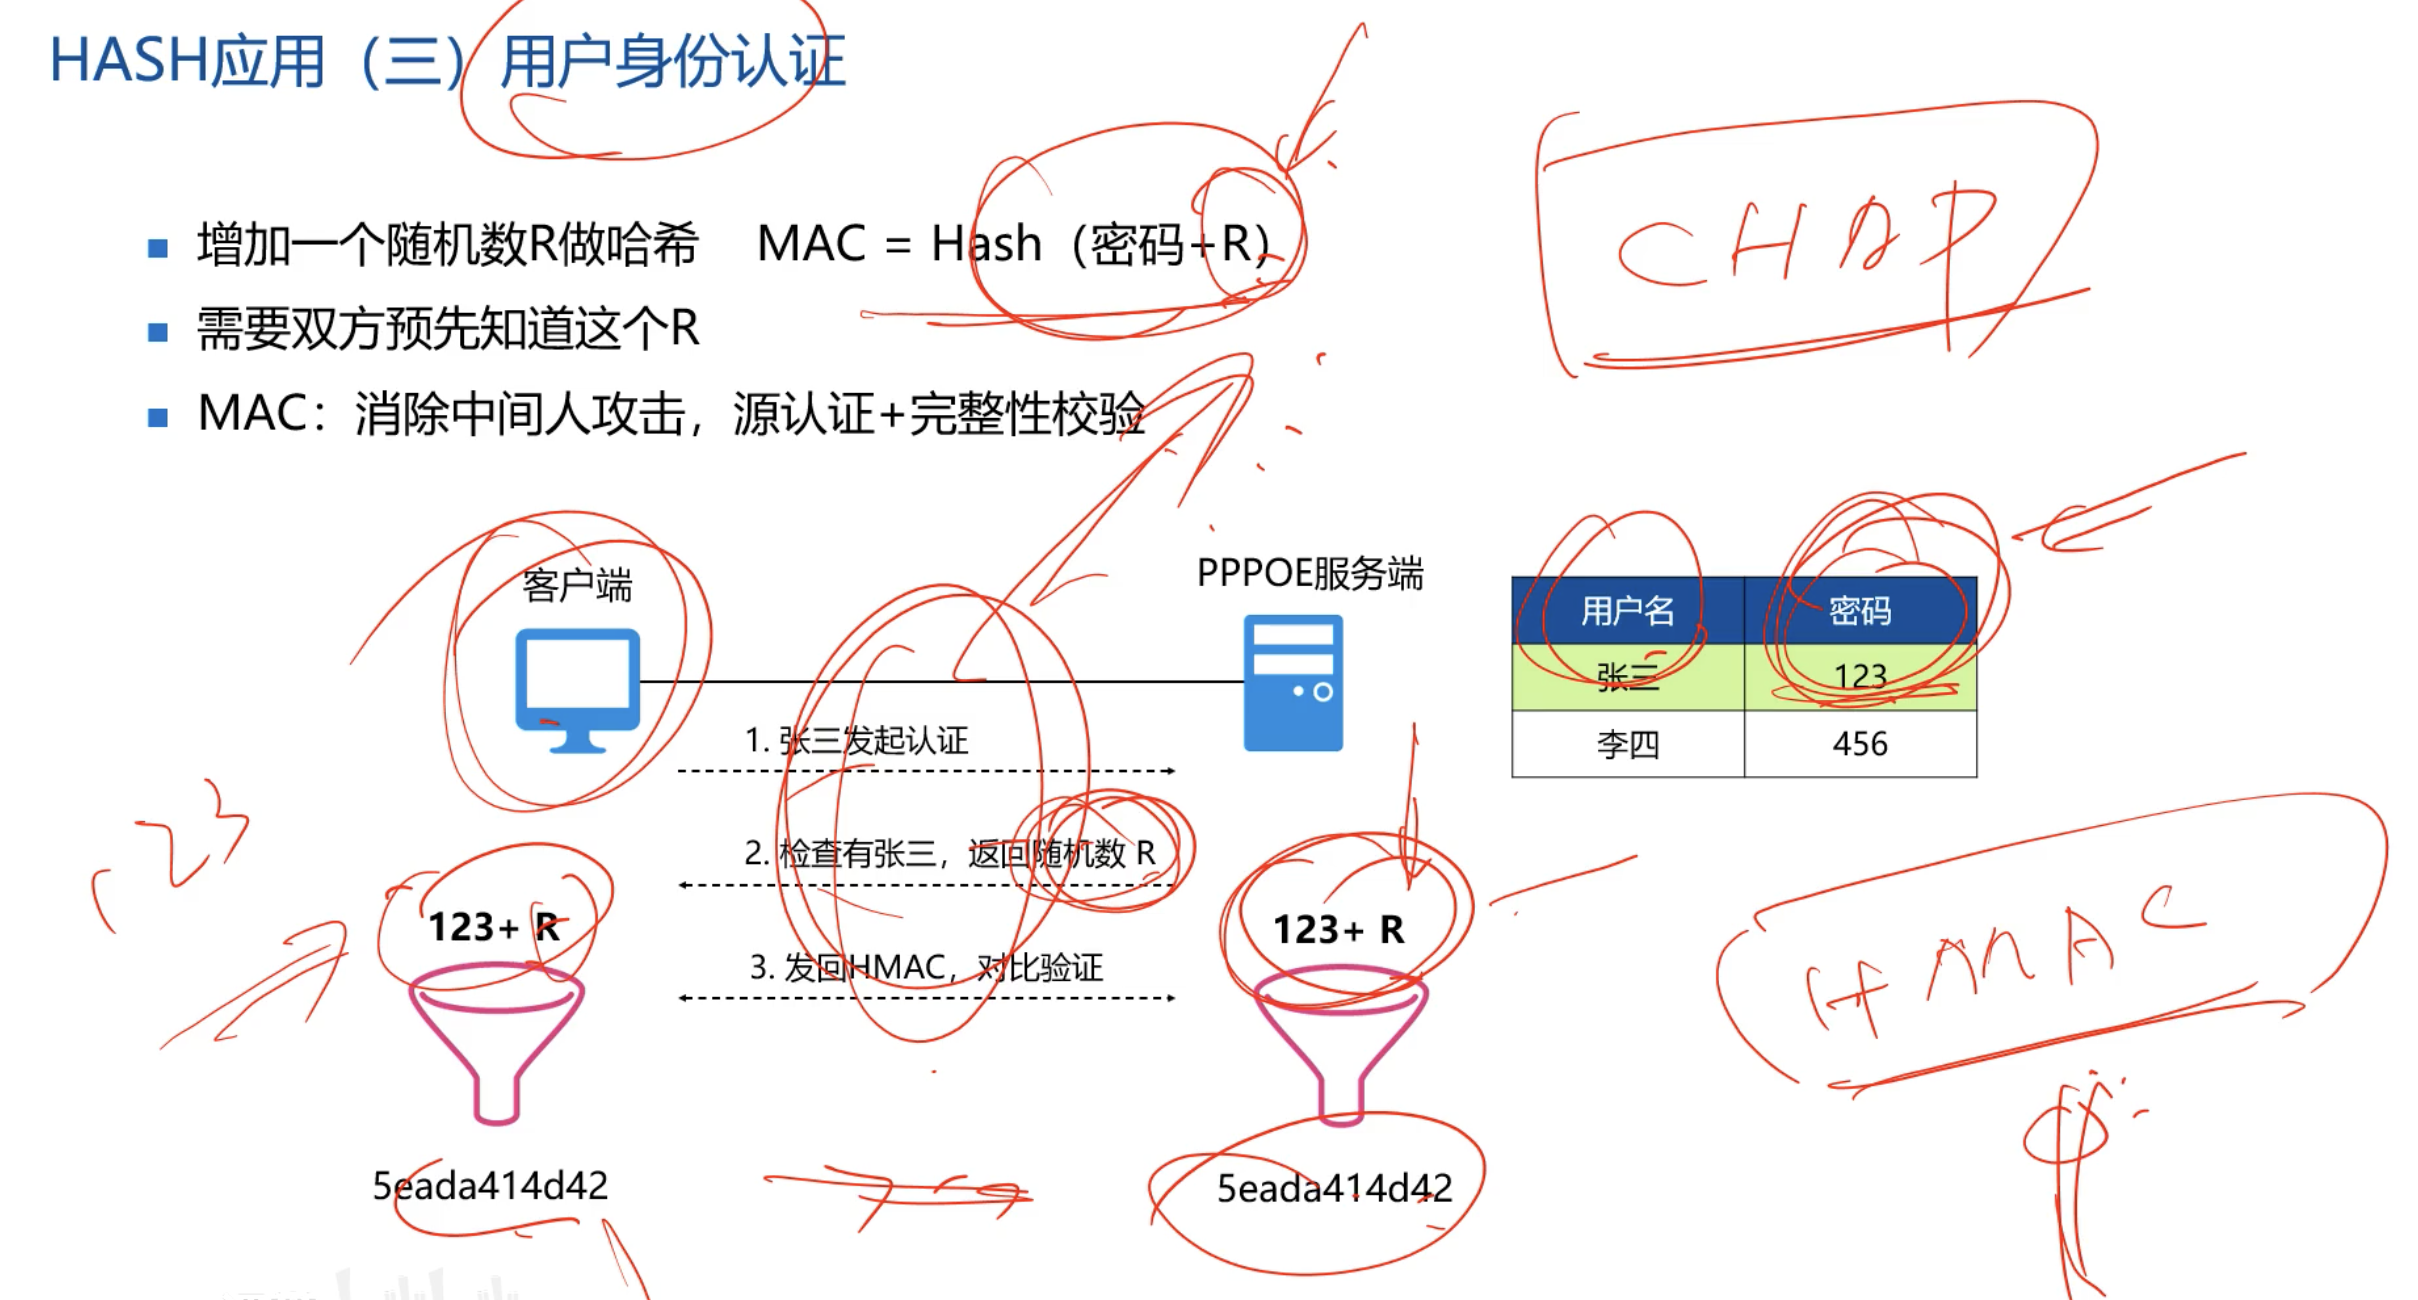 HASH应用（三）用户身份认证
增加一个随机数R做哈希 MAC = Hash（密码+R）
CHAP
需要双方预先知道这个R
MAC：消除中间人攻击，源认证+完整性校验
客户端
PPPOE服务端
用户名 密码
张三 123
李四 456
1. 张三发起认证
2. 检查有张三，返回随机数 R
3. 发回HMAC，对比验证
123
123+ R
123+ R
HMAC
5eada414d42
5eada414d42